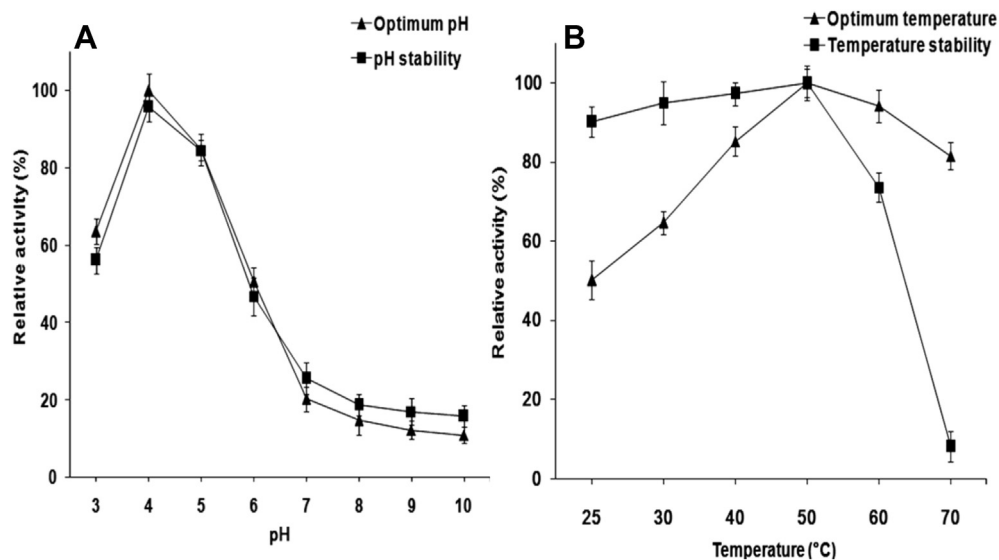 A
Optimum pH
pH stability
100
80
60
40
20
0
Relative activity (%)
3 4 5 6 7 8 9 10
pH
B
Optimum temperature
Temperature stability
100
80
60
40
20
0
Relative activity (%)
25 30 40 50 60 70
Temperature (°C)